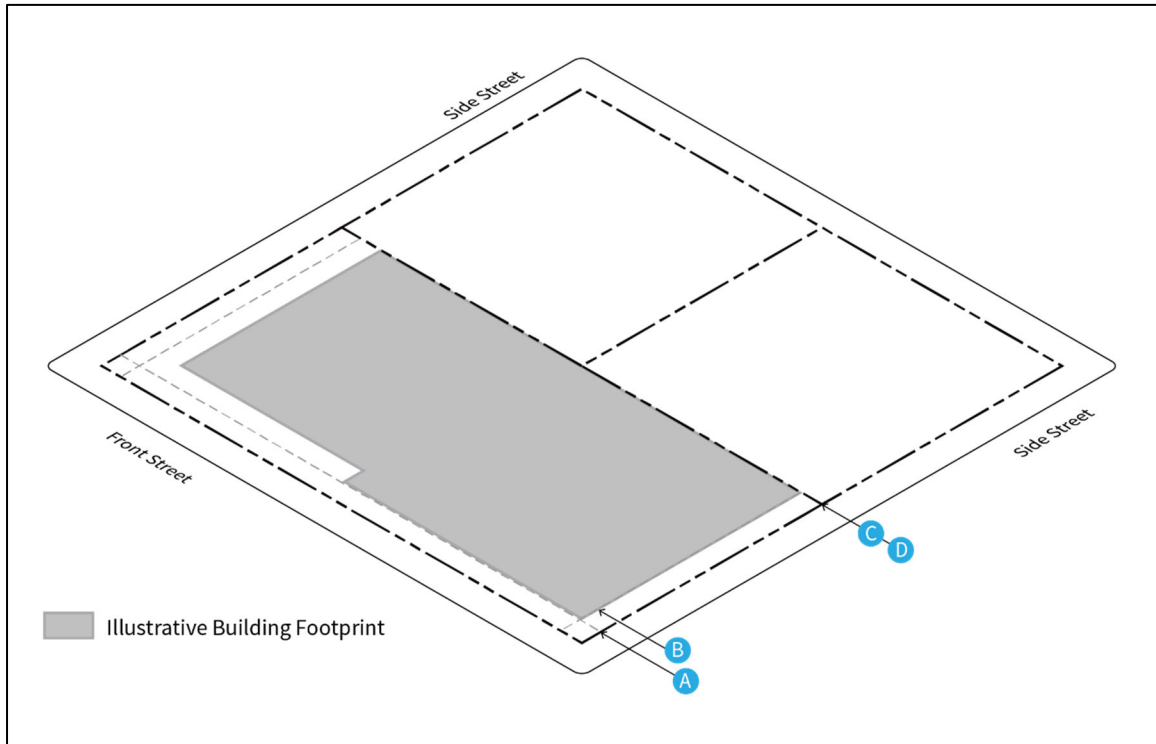 Side Street
Front Street
Side Street
C
D
Illustrative Building Footprint
B
A